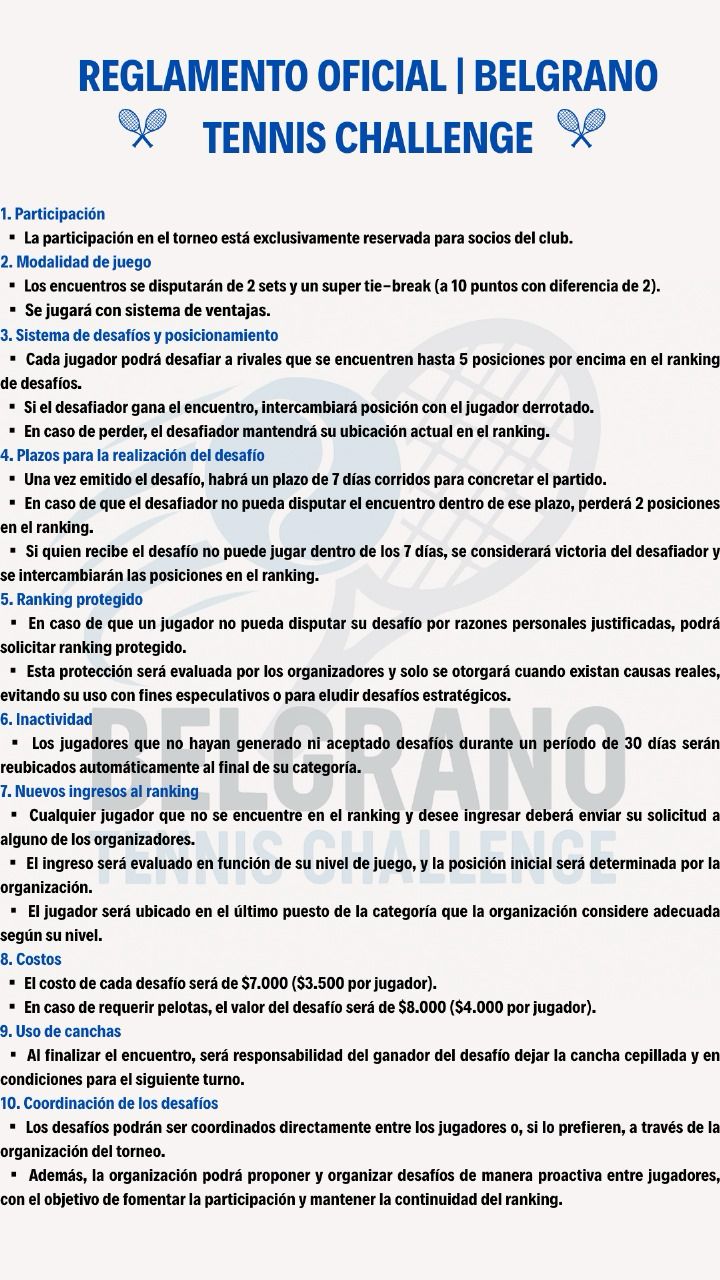 REGLAMENTO OFICIAL | BELGRANO
TENNIS CHALLENGE
1. Participación
▪ La participación en el torneo está exclusivamente reservada para socios del club.
2. Modalidad de juego
▪ Los encuentros se disputarán de 2 sets y un super tie-break (a 10 puntos con diferencia de 2).
▪ Se jugará con sistema de ventajas.
3. Sistema de desafíos y posicionamiento
▪ Cada jugador podrá desafiar a rivales que se encuentren hasta 5 posiciones por encima en el ranking
de desafíos.
▪ Si el desafiador gana el encuentro, intercambiará posición con el jugador derrotado.
▪ En caso de perder, el desafiador mantendrá su ubicación actual en el ranking.
4. Plazos para la realización del desafío
▪ Una vez emitido el desafío, habrá un plazo de 7 días corridos para concretar el partido.
▪ En caso de que el desafiador no pueda disputar el encuentro dentro de ese plazo, perderá 2 posiciones
en el ranking.
▪ Si quien recibe el desafío no puede jugar dentro de los 7 días, se considerará victoria del desafiador y
se intercambiarán las posiciones en el ranking.
5. Ranking protegido
▪ En caso de que un jugador no pueda disputar su desafío por razones personales justificadas, podrá
solicitar ranking protegido.
▪ Esta protección será evaluada por los organizadores y solo se otorgará cuando existan causas reales,
evitando su uso con fines especulativos o para eludir desafíos estratégicos.
6. Inactividad
▪ Los jugadores que no hayan generado ni aceptado desafíos durante un período de 30 días serán
reubicados automáticamente al final de su categoría.
7. Nuevos ingresos al ranking
▪ Cualquier jugador que no se encuentre en el ranking y desee ingresar deberá enviar su solicitud a
alguno de los organizadores.
▪ El ingreso será evaluado en función de su nivel de juego, y la posición inicial será determinada por la
organización.
▪ El jugador será ubicado en el último puesto de la categoría que la organización considere adecuada
según su nivel.
8. Costos
▪ El costo de cada desafío será de $7.000 ($3.500 por jugador).
▪ En caso de requerir pelotas, el valor del desafío será de $8.000 ($4.000 por jugador).
9. Uso de canchas
▪ Al finalizar el encuentro, será responsabilidad del ganador del desafío dejar la cancha cepillada y en
condiciones para el siguiente turno.
10. Coordinación de los desafíos
▪ Los desafíos podrán ser coordinados directamente entre los jugadores o, si lo prefieren, a través de la
organización del torneo.
▪ Además, la organización podrá proponer y organizar desafíos de manera proactiva entre jugadores,
con el objetivo de fomentar la participación y mantener la continuidad del ranking.
BELGRANO
TENNIS CHALLENGE